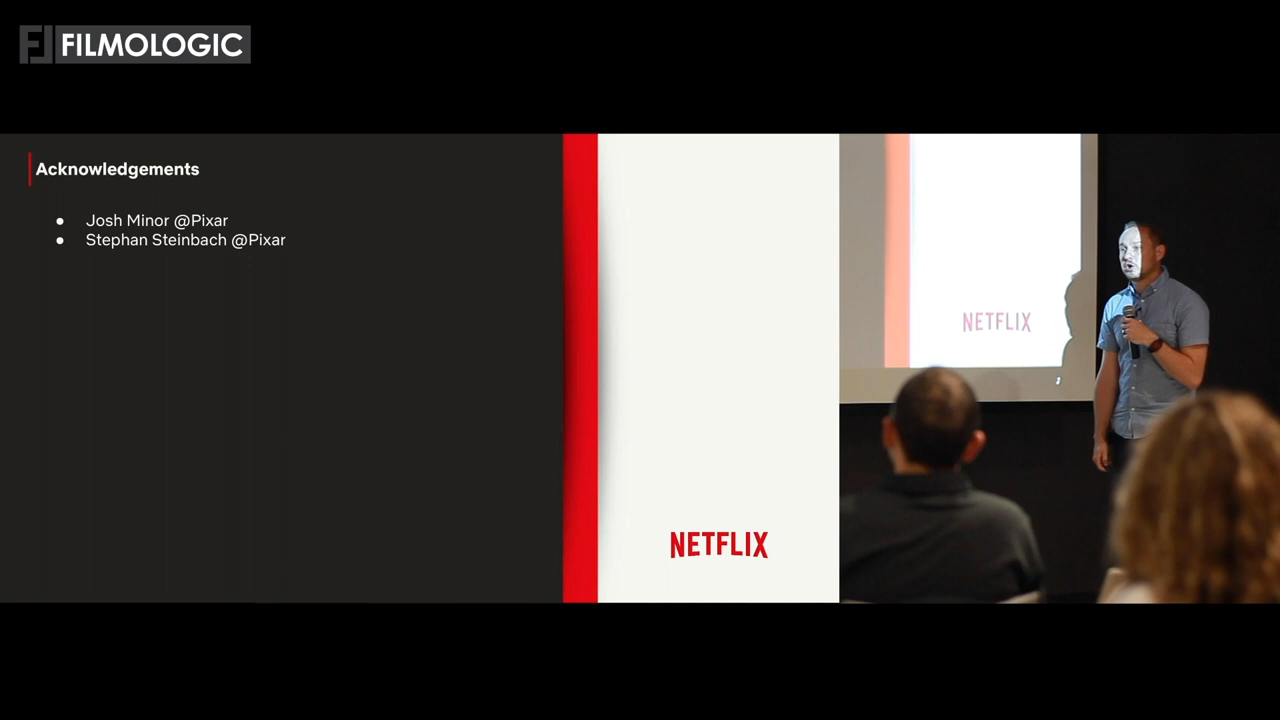 FILMOLOGIC
Acknowledgements
● Josh Minor @Pixar
● Stephan Steinbach @Pixar
NETFLIX
NETFLIX